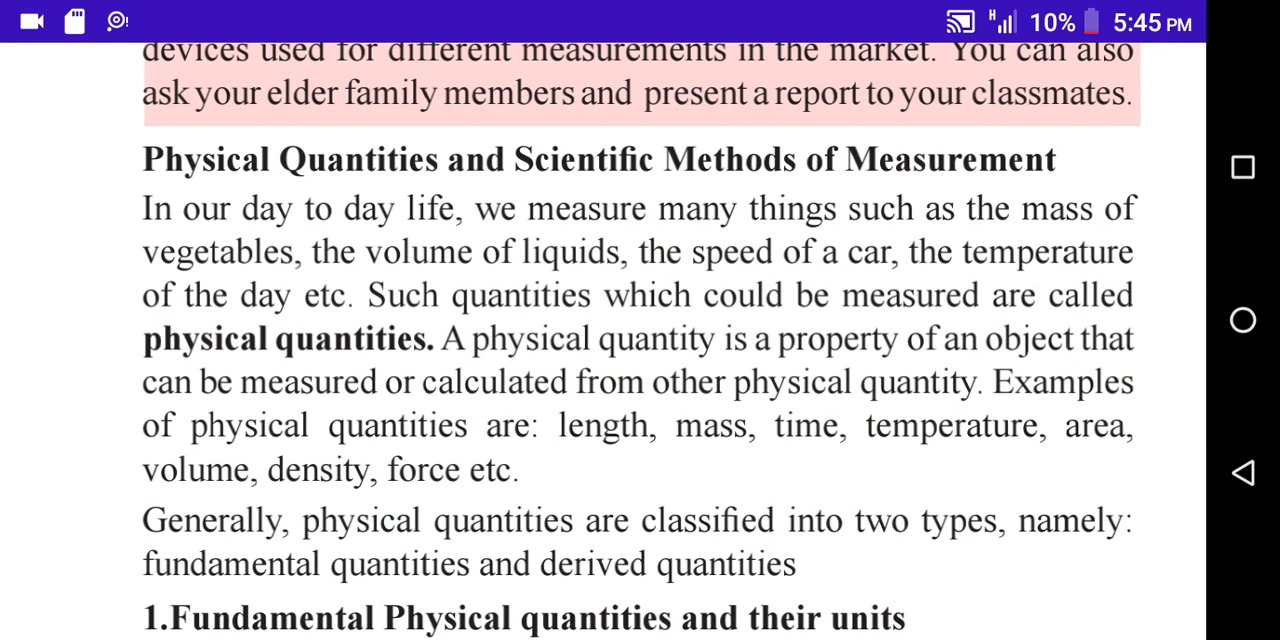 H 10% 5:45 PM
devices used for different measurements in the market. You can also
ask your elder family members and present a report to your classmates.
Physical Quantities and Scientific Methods of Measurement
In our day to day life, we measure many things such as the mass of
vegetables, the volume of liquids, the speed of a car, the temperature
of the day etc. Such quantities which could be measured are called
physical quantities. A physical quantity is a property of an object that
can be measured or calculated from other physical quantity. Examples
of physical quantities are: length, mass, time, temperature, area,
volume, density, force etc.
Generally, physical quantities are classified into two types, namely:
fundamental quantities and derived quantities
1.Fundamental Physical quantities and their units